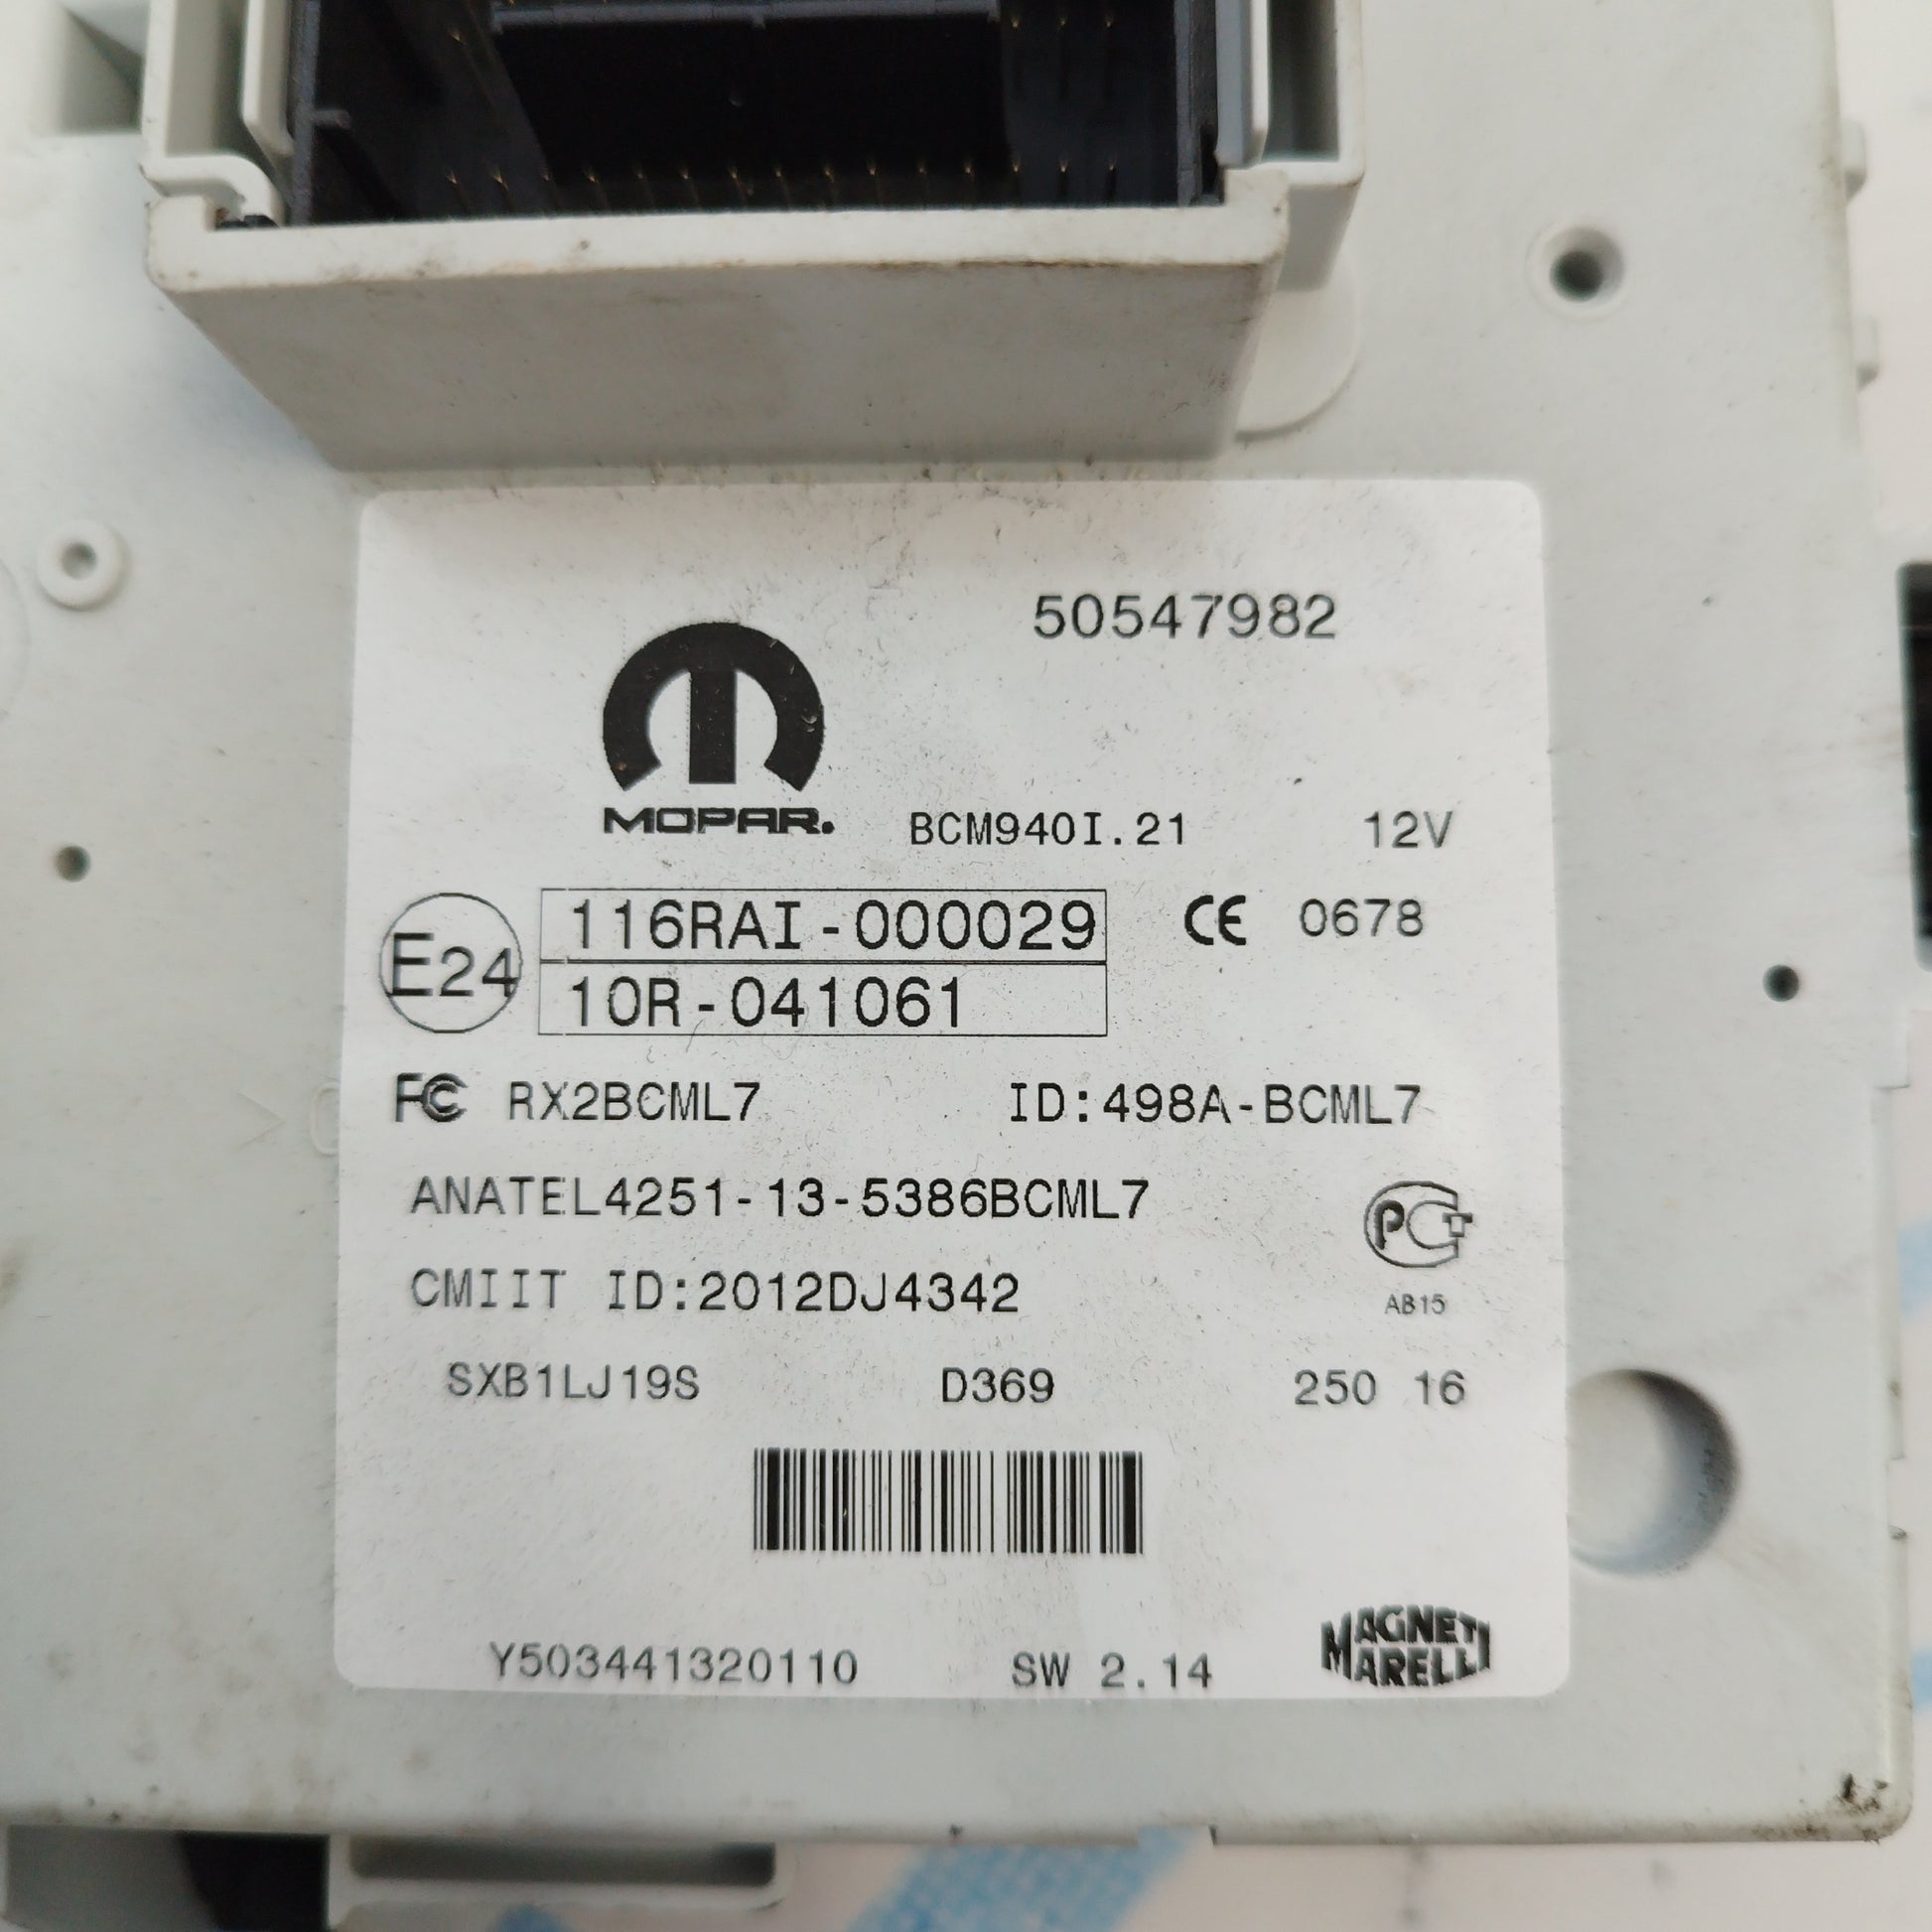 50547982
MOPAR.
BCM940I.21 12V
E24 116RAI-000029 CE 0678
10R-041061
FC RX2BCML7 ID:498A-BCML7
ANATEL4251-13-5386BCML7
CMIIT ID:2012DJ4342
PCT
AB15
SXB1LJ19S D369 250 16
Y503441320110 SW 2.14
MAGNETI MARELLI